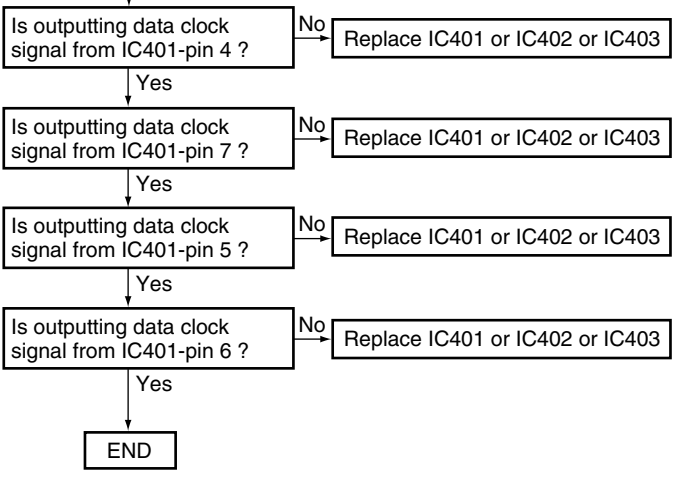 Is outputting data clock
signal from IC401-pin 4 ?
No
Replace IC401 or IC402 or IC403
Yes
Is outputting data clock
signal from IC401-pin 7 ?
No
Replace IC401 or IC402 or IC403
Yes
Is outputting data clock
signal from IC401-pin 5 ?
No
Replace IC401 or IC402 or IC403
Yes
Is outputting data clock
signal from IC401-pin 6 ?
No
Replace IC401 or IC402 or IC403
Yes
END